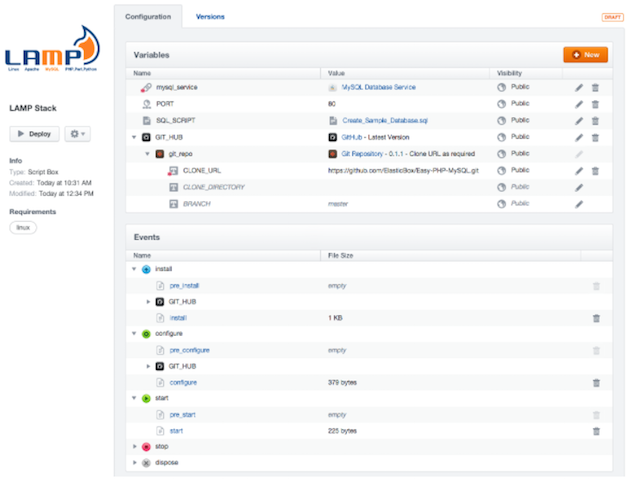 Configuration Versions DRAFT
LAMP
Linux Apache MySQL PHP,Perl,Python
LAMP Stack
Deploy
Info
Type: Script Box
Created: Today at 10:31 AM
Modified: Today at 12:34 PM
Requirements
linux
Variables New
Name Value Visibility
mysql_service MySQL Database Service Public
PORT 80 Public
SQL_SCRIPT Create_Sample_Database.sql Public
GIT_HUB GitHub - Latest Version Public
git_repo Git Repository - 0.1.1 - Clone URL as required Public
CLONE_URL https://github.com/ElasticBox/Easy-PHP-MySQL.git Public
CLONE_DIRECTORY Public
BRANCH master Public
Events
Name File Size
install
pre_install empty
GIT_HUB
install 1 KB
configure
pre_configure empty
GIT_HUB
configure 379 bytes
start
pre_start empty
start 225 bytes
stop
dispose